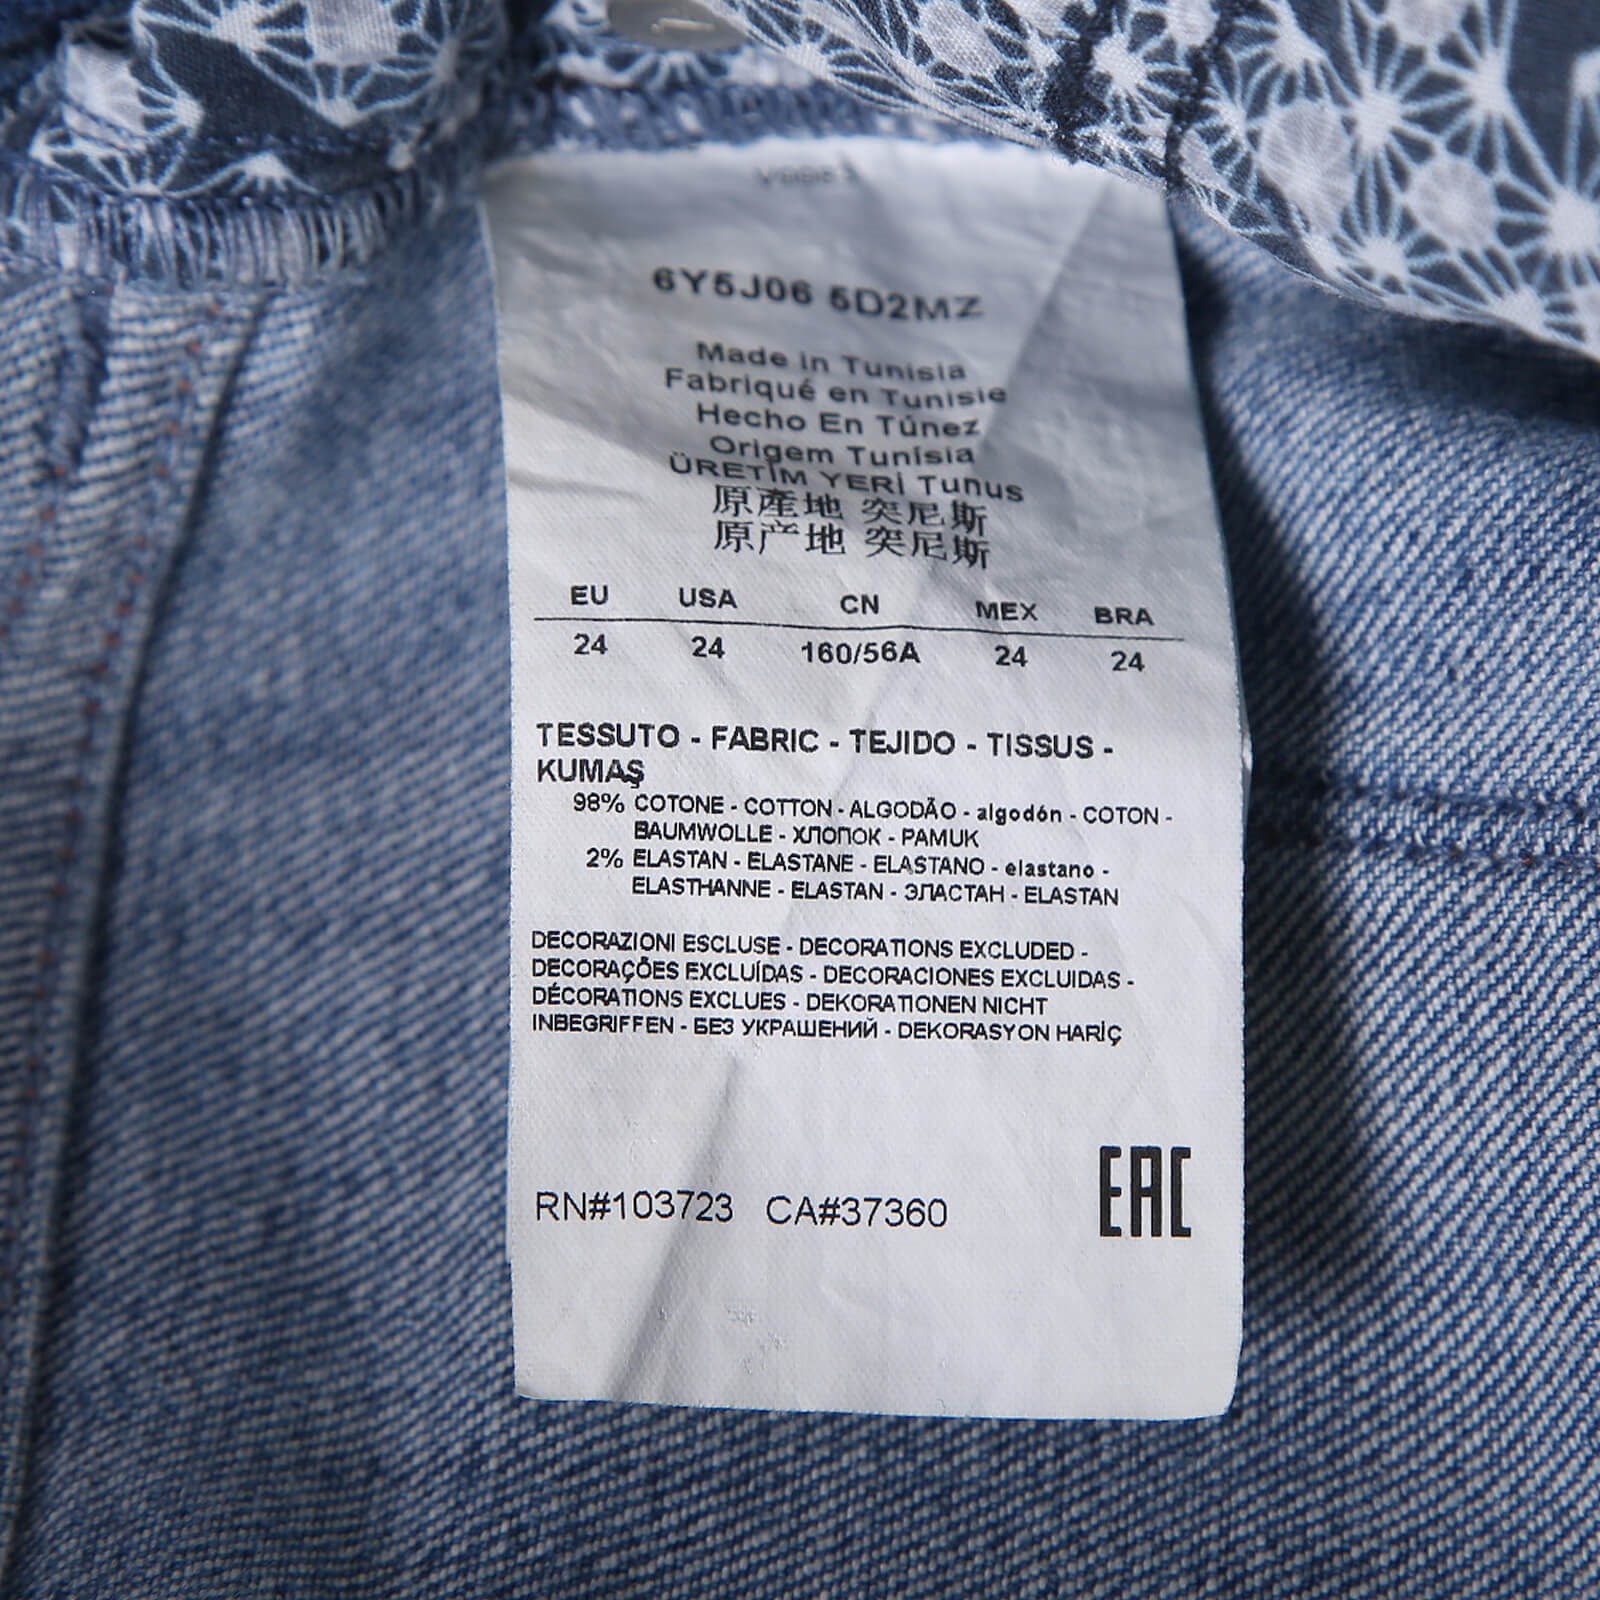 6Y5J06 5D2MZ
Made in Tunisia
Fabriqué en Tunisie
Hecho En Túnez
Origem Tunísia
ÜRETİM YERİ Tunus
原產地 突尼斯
原产地 突尼斯
EU USA CN MEX BRA
24 24 160/56A 24 24
TESSUTO - FABRIC - TEJIDO - TISSUS -
KUMAŞ
98% COTONE - COTTON - ALGODÃO - algodón - COTON -
BAUMWOLLE - ХЛОПОК - PAMUK
2% ELASTAN - ELASTANE - ELASTANO - elastano -
ELASTHANNE - ELASTAN - ЭЛАСТАН - ELASTAN
DECORAZIONI ESCLUSE - DECORATIONS EXCLUDED -
DECORAÇÕES EXCLUÍDAS - DECORACIONES EXCLUIDAS -
DÉCORATIONS EXCLUES - DEKORATIONEN NICHT
INBEGRIFFEN - БЕЗ УКРАШЕНИЙ - DEKORASYON HARİÇ
RN#103723 CA#37360
EAC